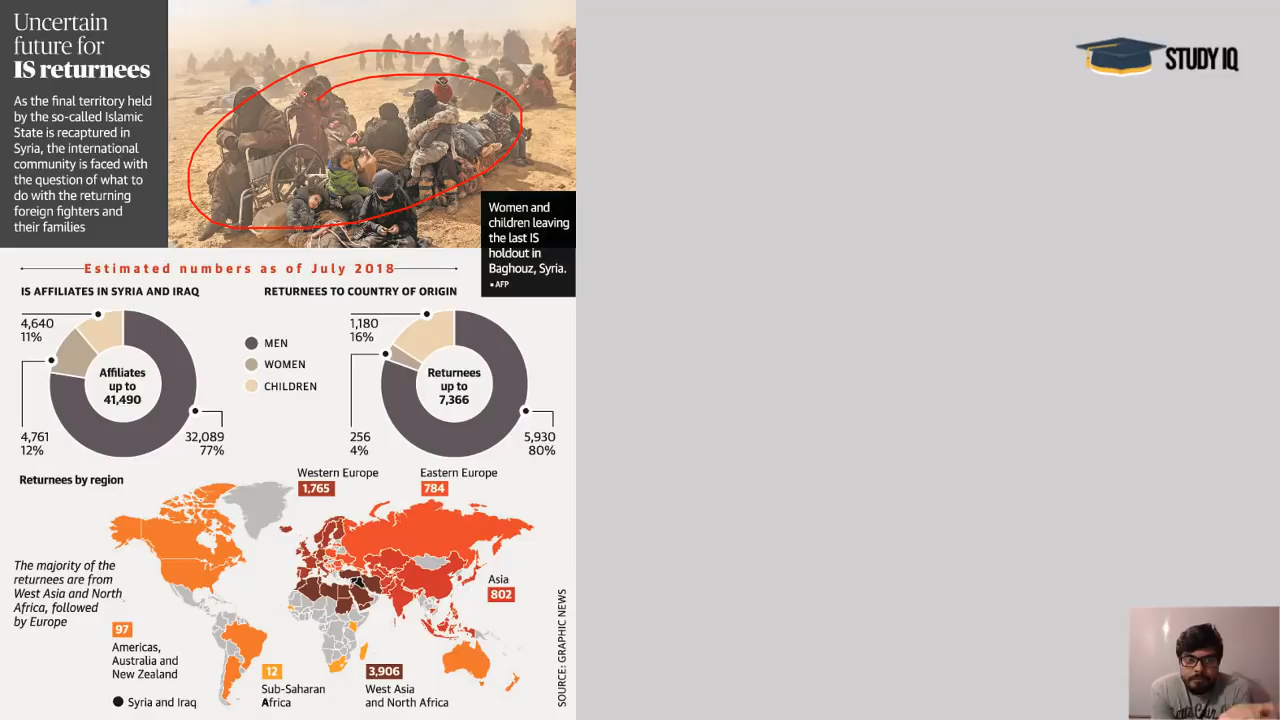 Uncertain
future for
IS returnees
As the final territory held
by the so-called Islamic
State is recaptured in
Syria, the international
community is faced with
the question of what to
do with the returning
foreign fighters and
their families
Women and
children leaving
the last IS
holdout in
Baghouz, Syria.
▪ AFP
STUDY IQ
Estimated numbers as of July 2018
IS AFFILIATES IN SYRIA AND IRAQ
4,640
11%
Affiliates
up to
41,490
4,761
12%
32,089
77%
MEN
WOMEN
CHILDREN
RETURNEES TO COUNTRY OF ORIGIN
1,180
16%
Returnees
up to
7,366
256
4%
5,930
80%
Returnees by region
Western Europe
1,765
Eastern Europe
784
The majority of the
returnees are from
West Asia and North
Africa, followed
by Europe
Asia
802
97
Americas,
Australia and
New Zealand
12
Sub-Saharan
Africa
3,906
West Asia
and North Africa
Syria and Iraq
SOURCE: GRAPHIC NEWS